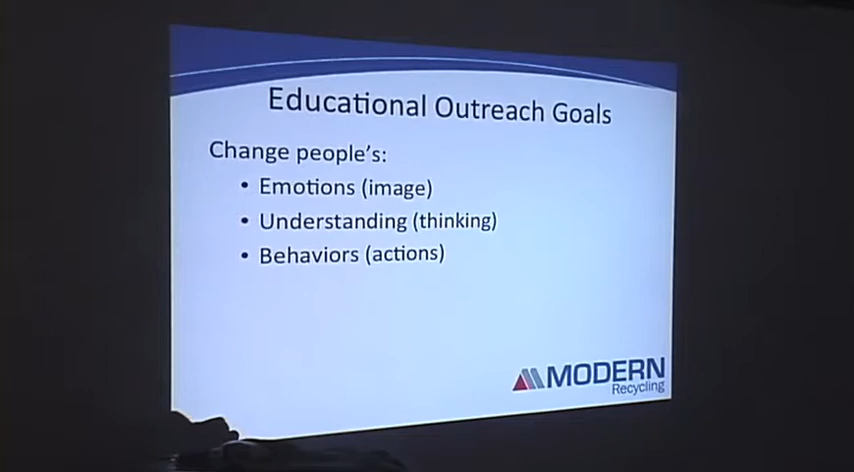 Educational Outreach Goals
Change people's:
• Emotions (image)
• Understanding (thinking)
• Behaviors (actions)
MODERN
Recycling